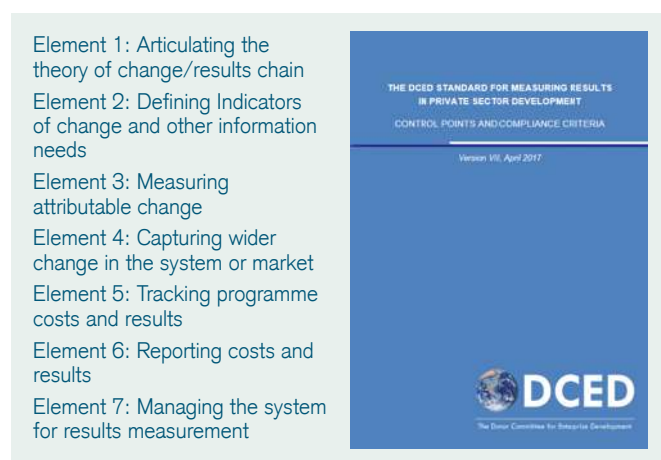 Element 1: Articulating the
theory of change/results chain
Element 2: Defining Indicators
of change and other information
needs
Element 3: Measuring
attributable change
Element 4: Capturing wider
change in the system or market
Element 5: Tracking programme
costs and results
Element 6: Reporting costs and
results
Element 7: Managing the system
for results measurement
THE DCED STANDARD FOR MEASURING RESULTS
IN PRIVATE SECTOR DEVELOPMENT
CONTROL POINTS AND COMPLIANCE CRITERIA
Version VII, April 2017
DCED
The Donor Committee for Enterprise Development